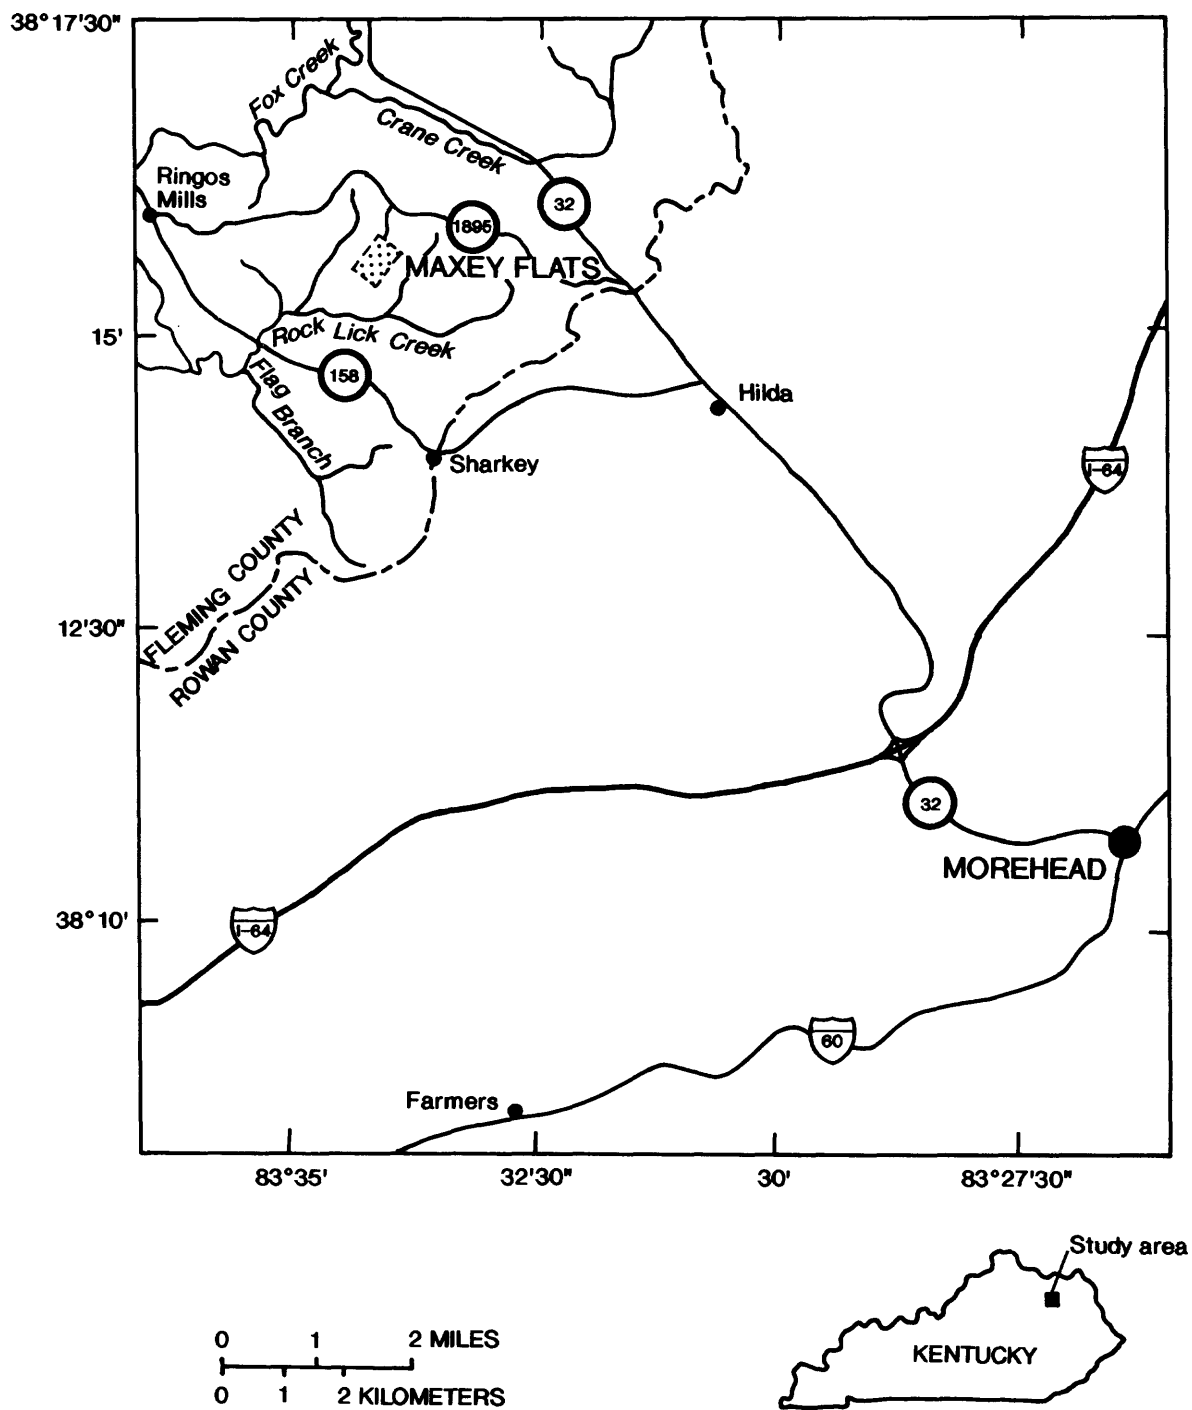 38°17'30"
Fox Creek
Crane Creek
Ringos
Mills
32
1895
MAXEY FLATS
15'
Rock Lick Creek
158
Flag Branch
Hilda
Sharkey
I-64
FLEMING COUNTY
ROWAN COUNTY
12'30"
32
MOREHEAD
38°10'
I-64
60
Farmers
83°35'
32'30"
30'
83°27'30"
Study area
KENTUCKY
0 1 2 MILES
0 1 2 KILOMETERS